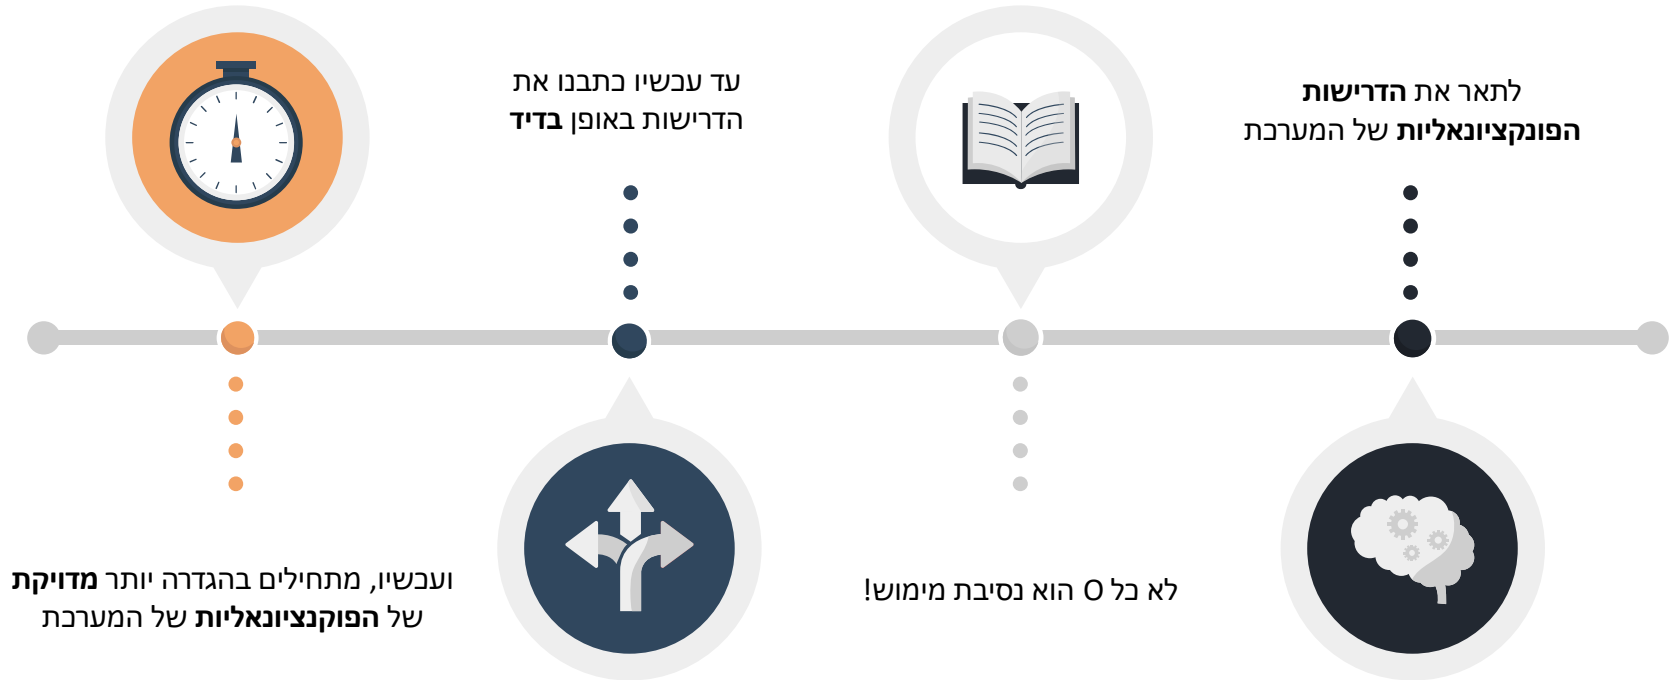 לתאר את הדרישות
הפונקציונאליות של המערכת
לא כל O הוא נסיבת מימוש!
עד עכשיו כתבנו את
הדרישות באופן בדיד
ועכשיו, מתחילים בהגדרה יותר מדויקת
של הפוקנציונאליות של המערכת